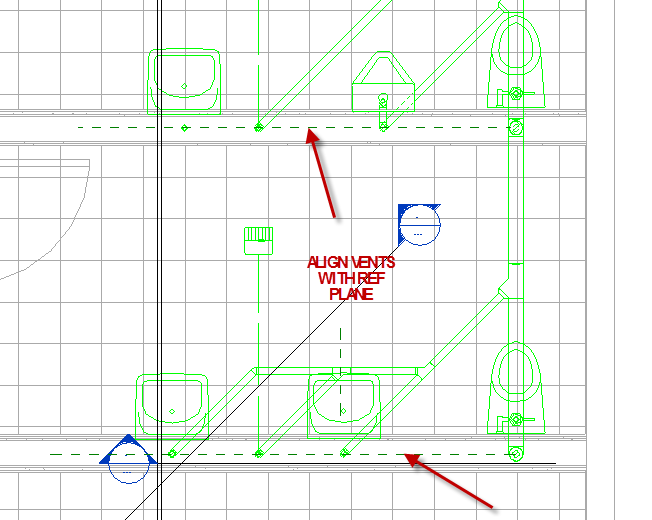 ALIGN VENTS
WITH REF
PLANE